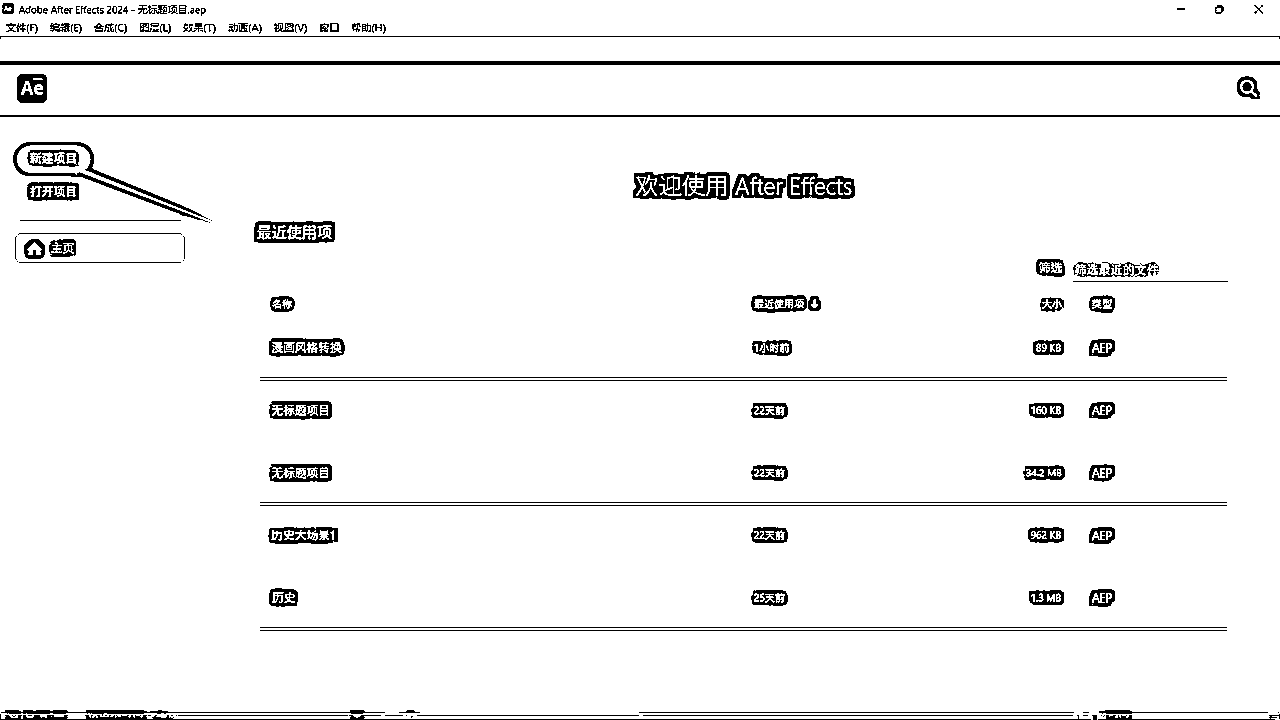 Adobe After Effects 2024 - 无标题项目.aep
文件(F) 编辑(E) 合成(C) 图层(L) 效果(T) 动画(A) 视图(V) 窗口 帮助(H)
Ae
新建项目
打开项目
主页
欢迎使用 After Effects
最近使用项
筛选 筛选最近的文件
名称 最近使用项 大小 类型
漫画风格转换 1小时前 89 KB AEP
无标题项目 22天前 160 KB AEP
无标题项目 22天前 34.2 MB AEP
历史大场景1 22天前 962 KB AEP
历史 25天前 1.3 MB AEP